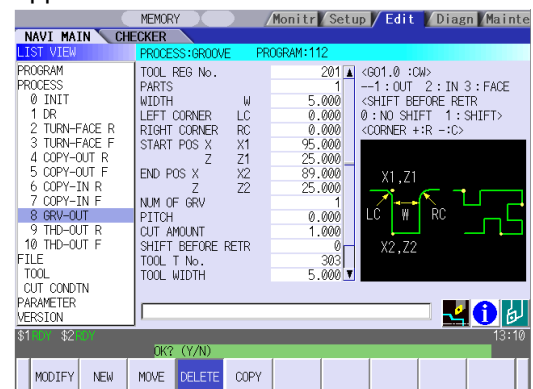 MEMORY Monitr Setup Edit Diagn Mainte
NAVI MAIN CHECKER
LIST VIEW PROCESS:GROOVE PROGRAM:112
PROGRAM
PROCESS
0 INIT
1 DR
2 TURN-FACE R
3 TURN-FACE F
4 COPY-OUT R
5 COPY-OUT F
6 COPY-IN R
7 COPY-IN F
8 GRV-OUT
9 THD-OUT R
10 THD-OUT F
FILE
TOOL
CUT CONDTN
PARAMETER
VERSION
TOOL REG No. 201
PARTS 1
WIDTH W 5.000
LEFT CORNER LC 0.000
RIGHT CORNER RC 0.000
START POS X X1 95.000
Z Z1 25.000
END POS X X2 89.000
Z Z2 25.000
NUM OF GRV 1
PITCH 0.000
CUT AMOUNT 1.000
SHIFT BEFORE RETR 0
TOOL T No. 303
TOOL WIDTH 5.000
<G01.0 :CW>
--1:OUT 2:IN 3:FACE
<SHIFT BEFORE RETR
0:NO SHIFT 1:SHIFT>
<CORNER +:R -:C>
X1,Z1
LC W RC
X2,Z2
$1RDY $2RDY 13:10
OK? (Y/N)
MODIFY NEW MOVE DELETE COPY